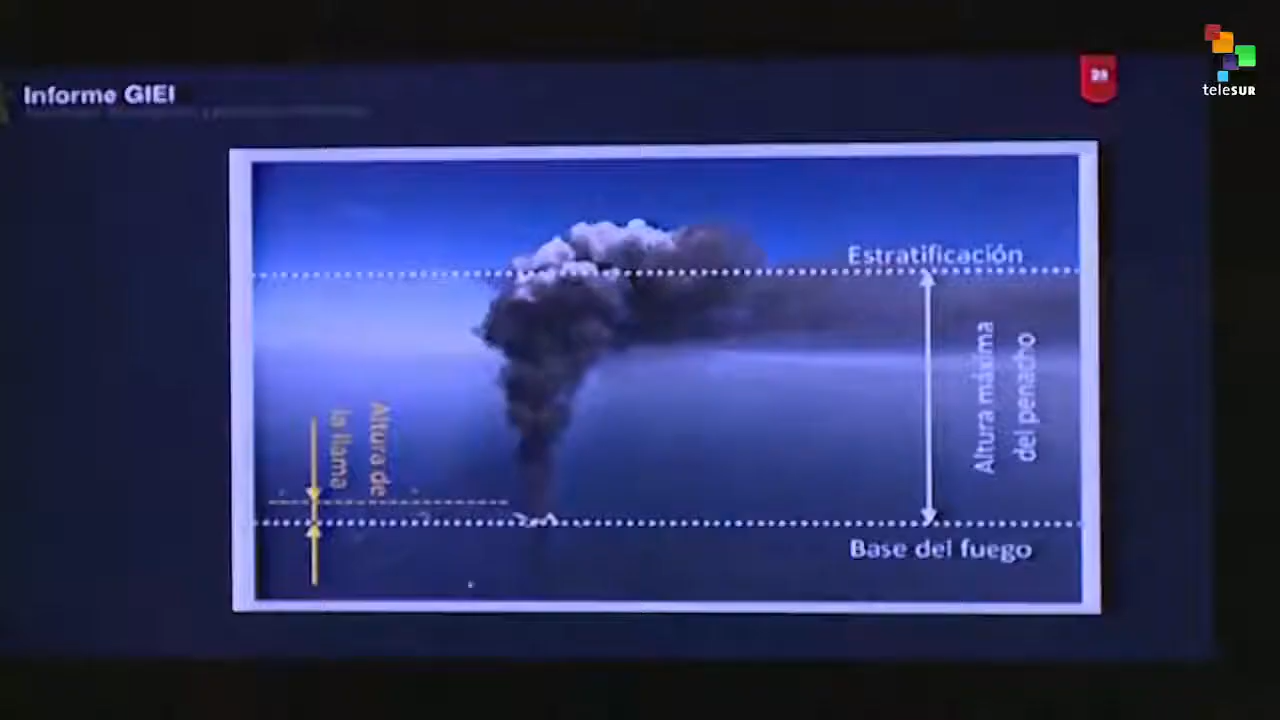 Informe GIEI
teleSUR
Estratificación
Altura máxima
del penacho
Altura de
la llama
Base del fuego